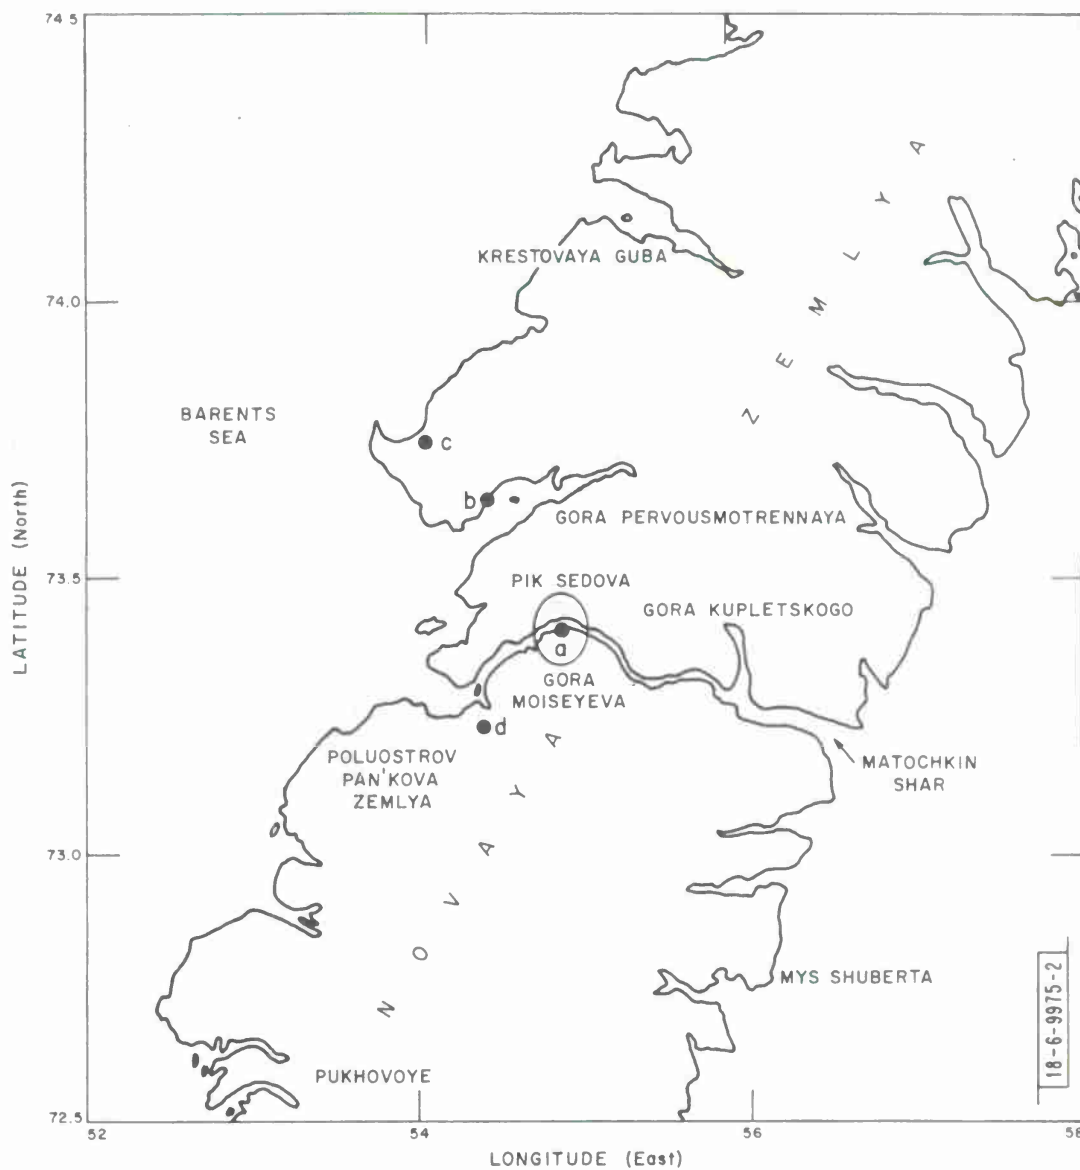 74 5
KRESTOVAYA GUBA
74.0
BARENTS
SEA
c
b
GORA PERVOUSMOTRENNAYA
73.5
PIK SEDOVA
GORA KUPLETSKOGO
a
GORA
MOISEYEVA
d
POLUOSTROV
PAN'KOVA
ZEMLYA
MATOCHKIN
SHAR
73.0
NOVAYA ZEMLYA
MYS SHUBERTA
PUKHOVOYE
72.5
52
54
56
58
LATITUDE (North)
LONGITUDE (East)
18-6-9975-2